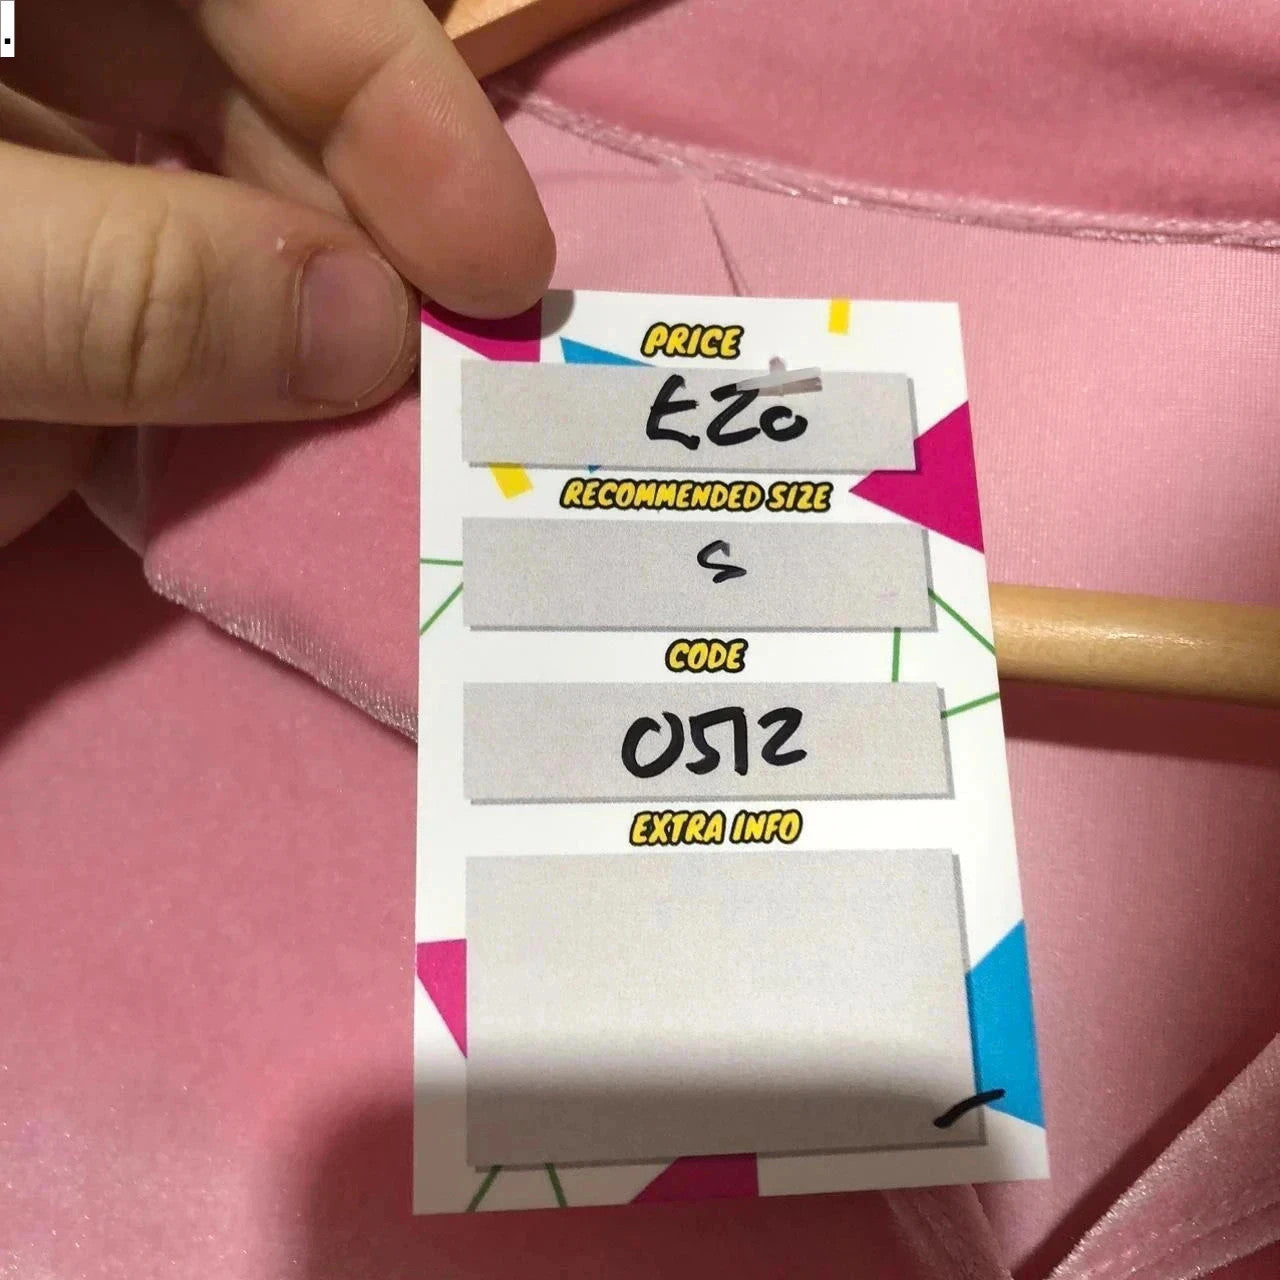 PRICE
£20
RECOMMENDED SIZE
S
CODE
0512
EXTRA INFO